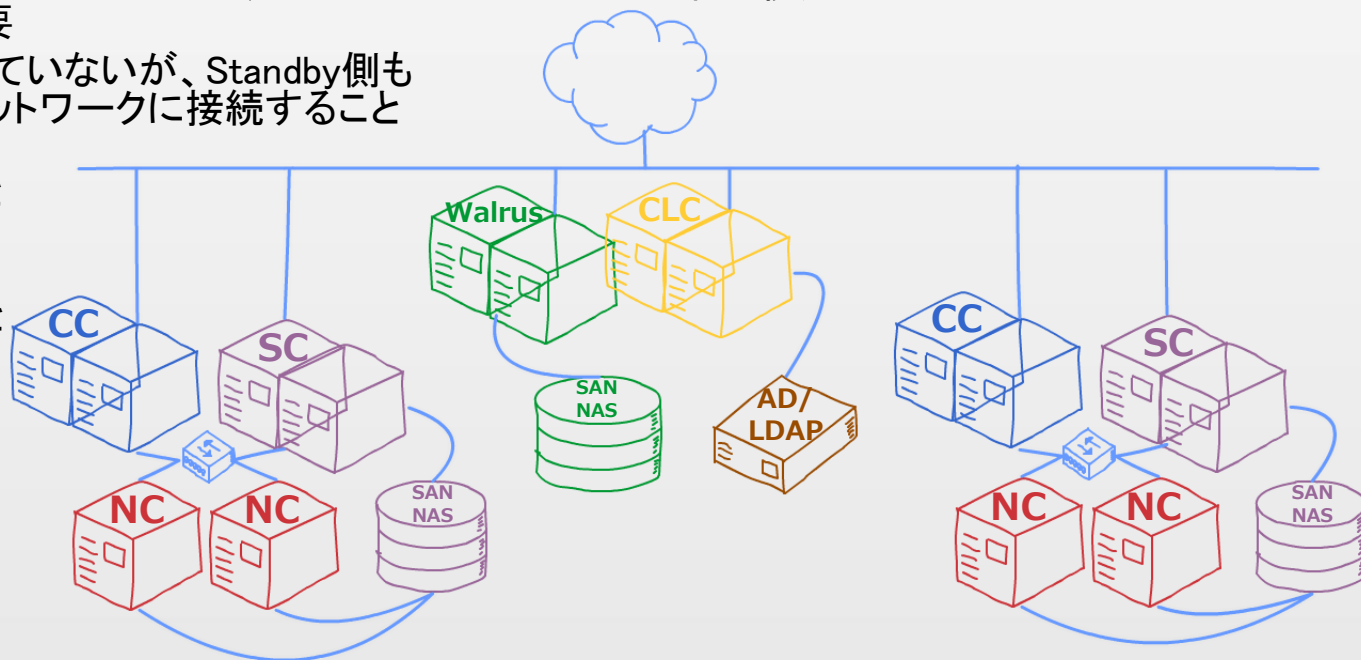 要
ていないが、Standby側も
ットワークに接続すること
Walrus
CLC
CC
SC
SAN
NAS
AD/
LDAP
CC
SC
NC
NC
SAN
NAS
NC
NC
SAN
NAS